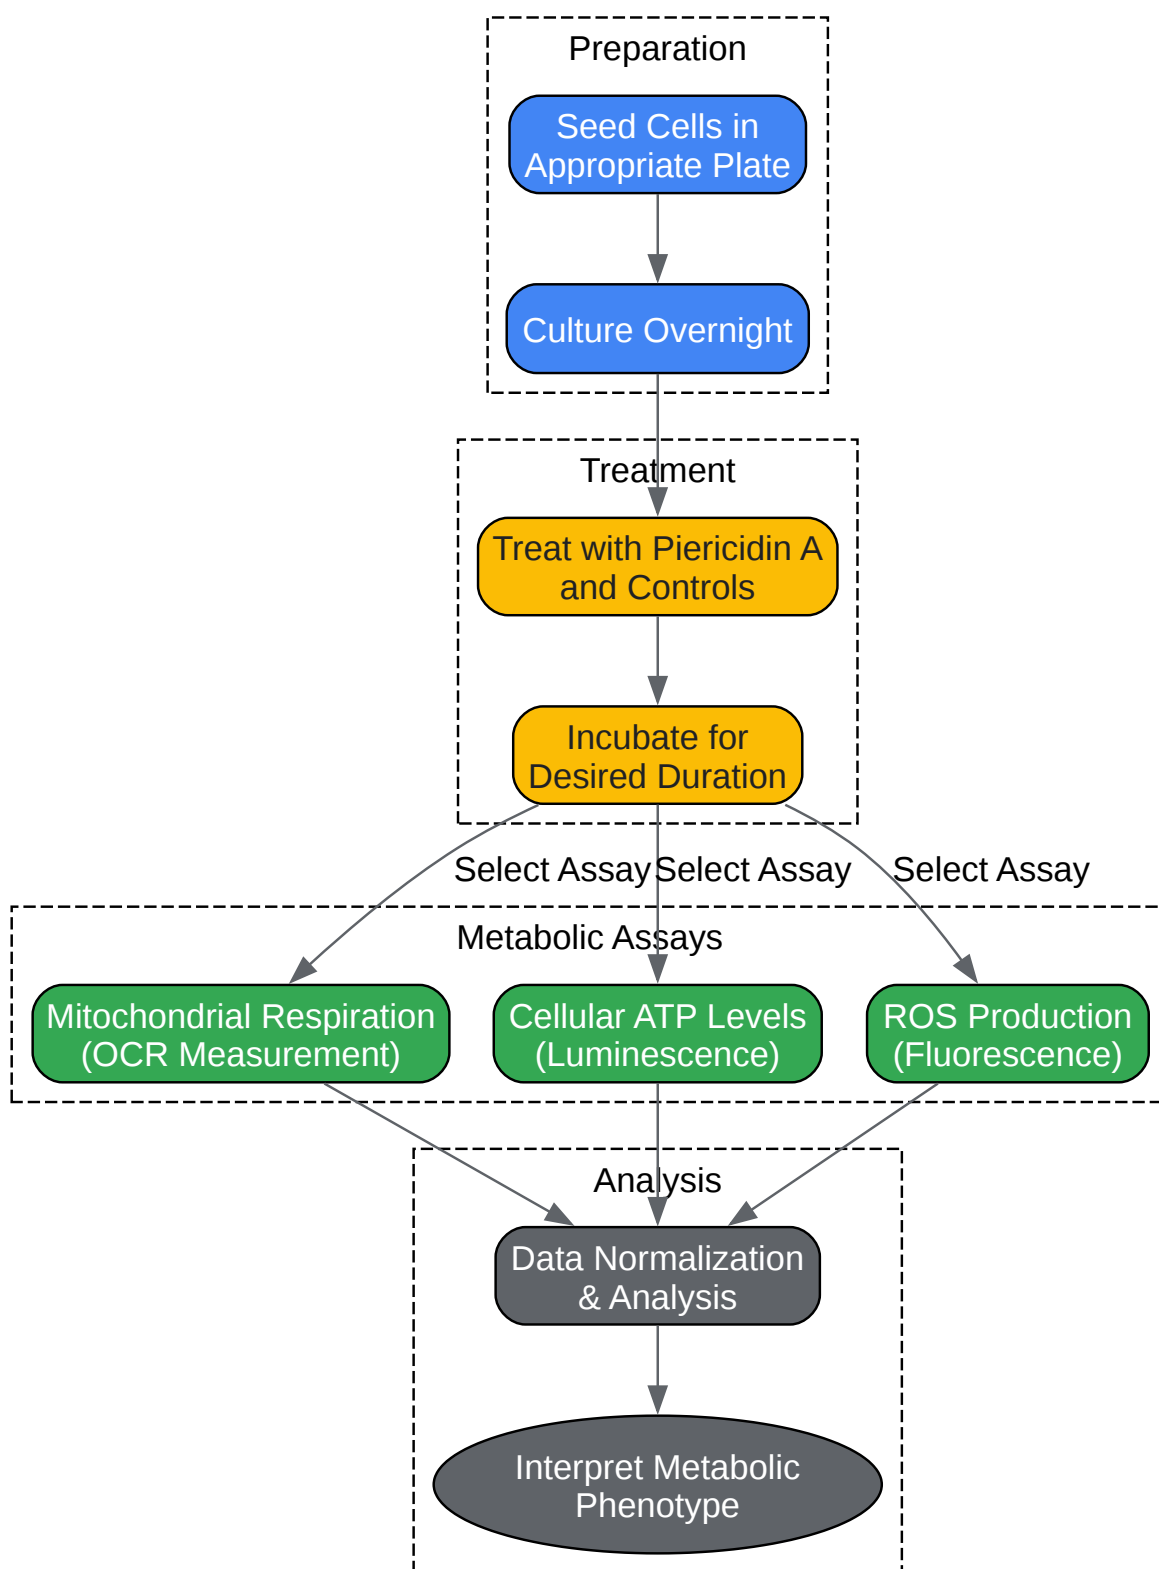 Preparation
Seed Cells in
Appropriate Plate
Culture Overnight
Treatment
Treat with Piericidin A
and Controls
Incubate for
Desired Duration
Select Assay
Select Assay
Select Assay
Metabolic Assays
Mitochondrial Respiration
(OCR Measurement)
Cellular ATP Levels
(Luminescence)
ROS Production
(Fluorescence)
Analysis
Data Normalization
& Analysis
Interpret Metabolic
Phenotype